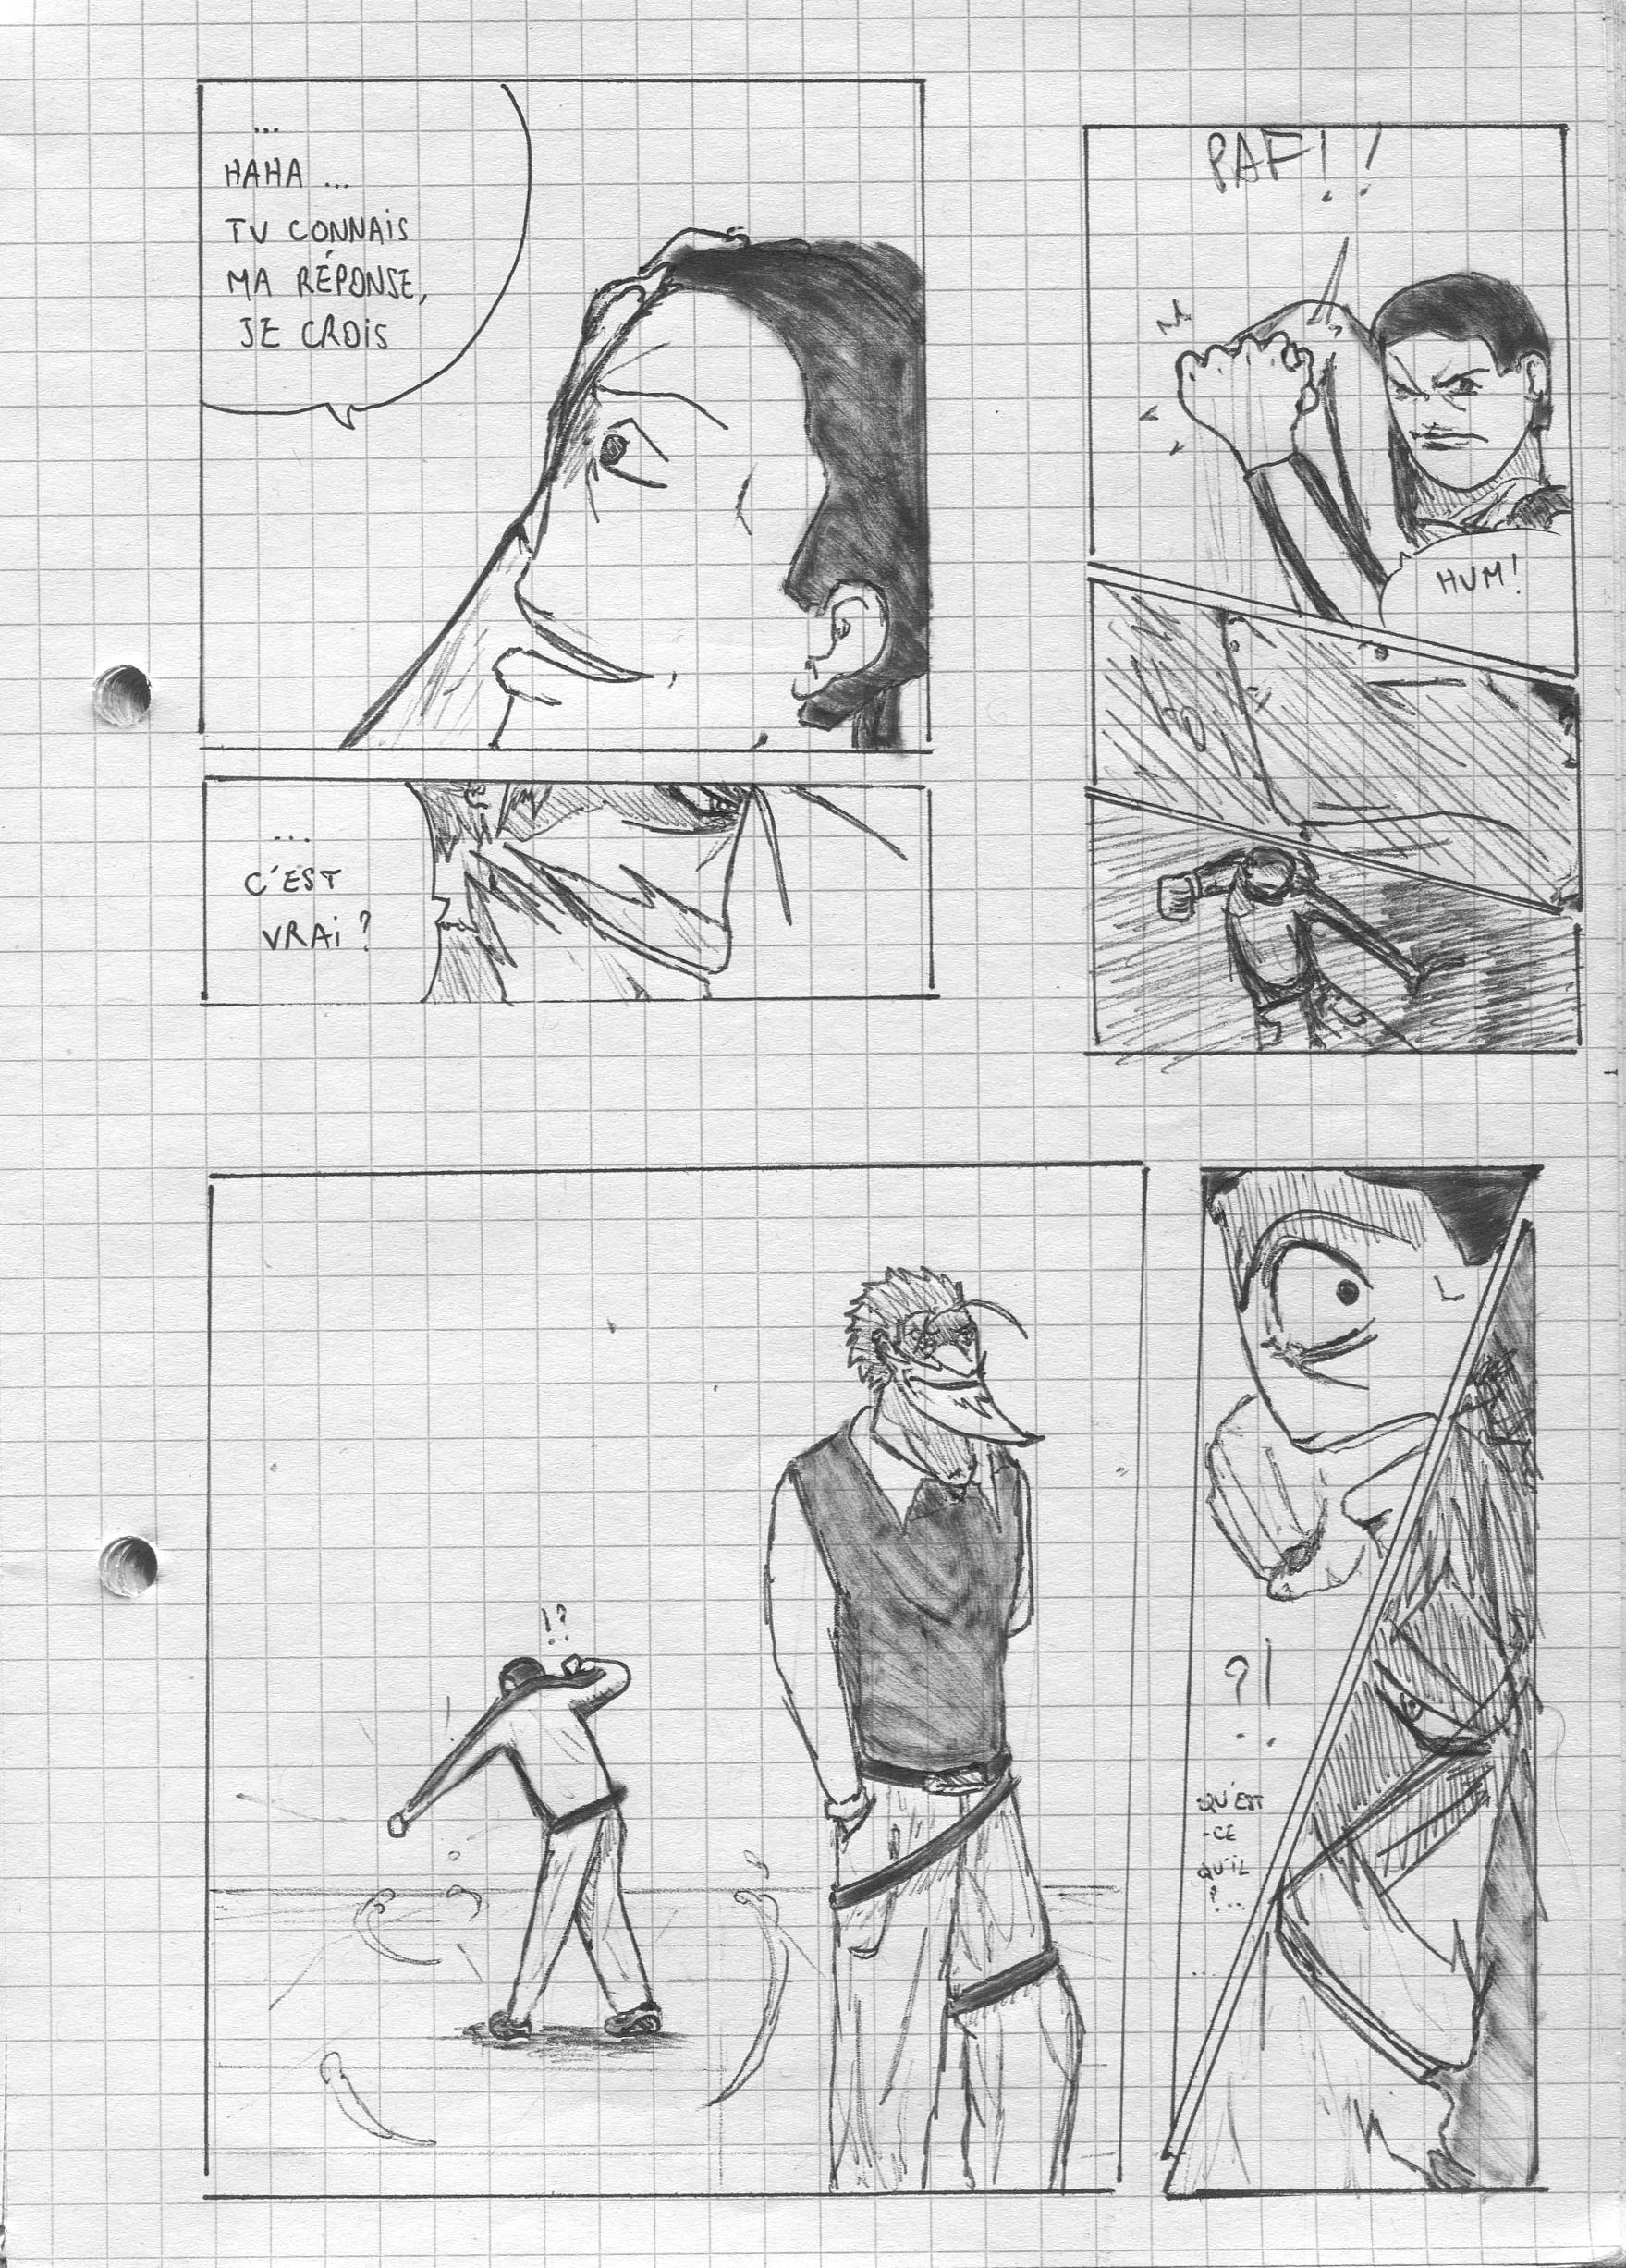 ...
HAHA ...
TU CONNAIS
MA RÉPONSE,
JE CROIS
...
C'EST
VRAI ?
PAF!!
HUM!
!?
?!
QU'EST
-CE
QU'IL
?...
...